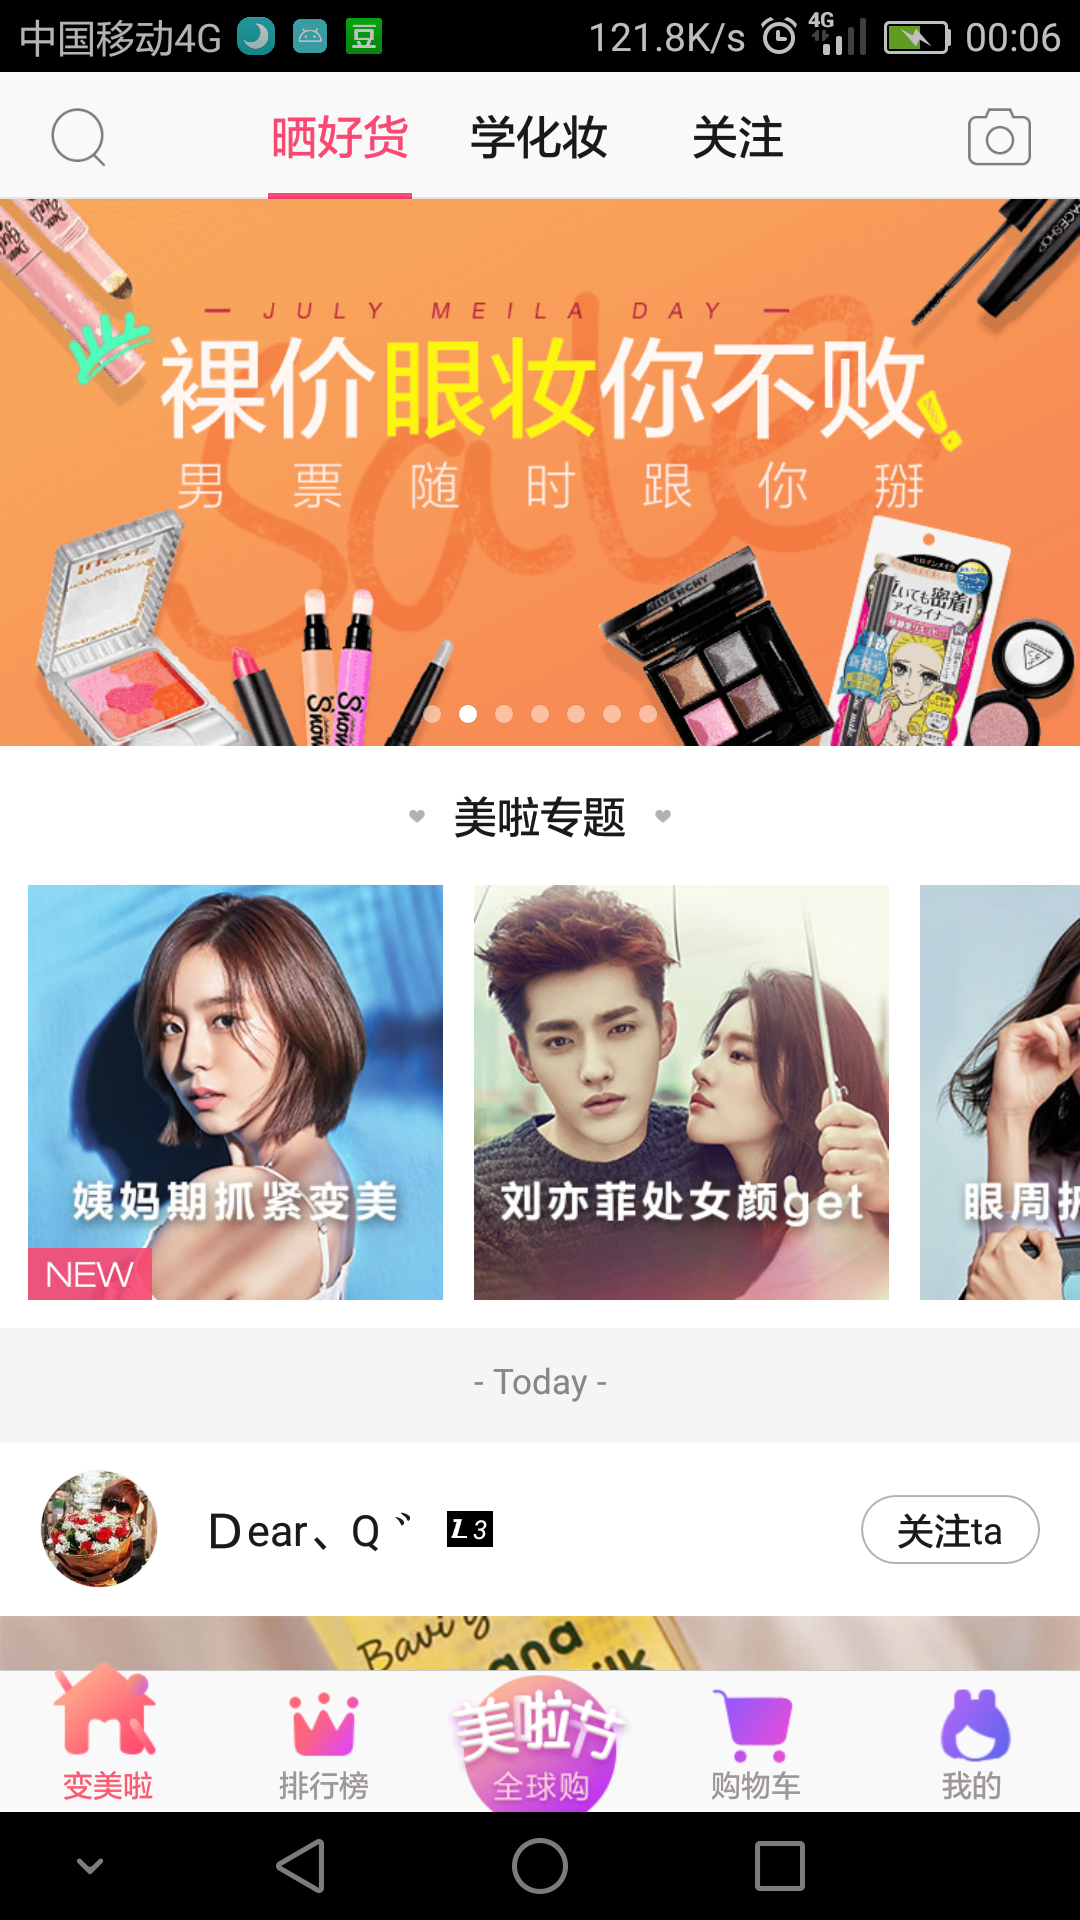 中国移动4G 豆 121.8K/s 4G 00:06
晒好货 学化妆 关注
JULY MEILA DAY
裸价眼妆你不败!
男票随时跟你掰
sale
GIVENCHY
美啦专题
姨妈期抓紧变美
NEW
刘亦菲处女颜get
眼周
- Today -
Dear、Q L3 关注ta
变美啦 排行榜 美啦节 全球购 购物车 我的